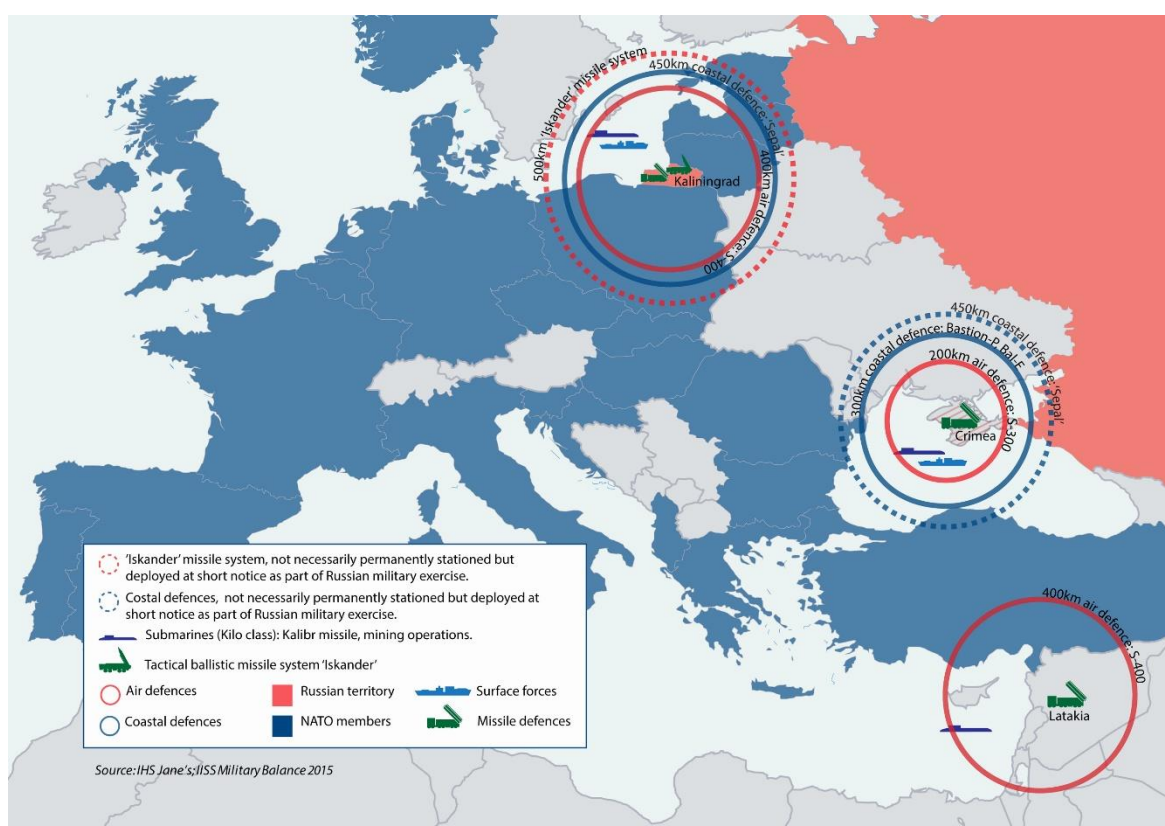 500km 'Iskander' missile system
450km coastal defence: 'Sepal'
400km air defence: S-400
Kaliningrad
450km coastal defence: 'Sepal'
300km coastal defence: Bastion-P, Bal-E
200km air defence: S-300
Crimea
400km air defence: S-400
Latakia
'Iskander' missile system, not necessarily permanently stationed but
deployed at short notice as part of Russian military exercise.
Costal defences, not necessarily permanently stationed but deployed at
short notice as part of Russian military exercise.
Submarines (Kilo class): Kalibr missile, mining operations.
Tactical ballistic missile system 'Iskander'
Air defences
Russian territory
Surface forces
Coastal defences
NATO members
Missile defences
Source: IHS Jane's; IISS Military Balance 2015